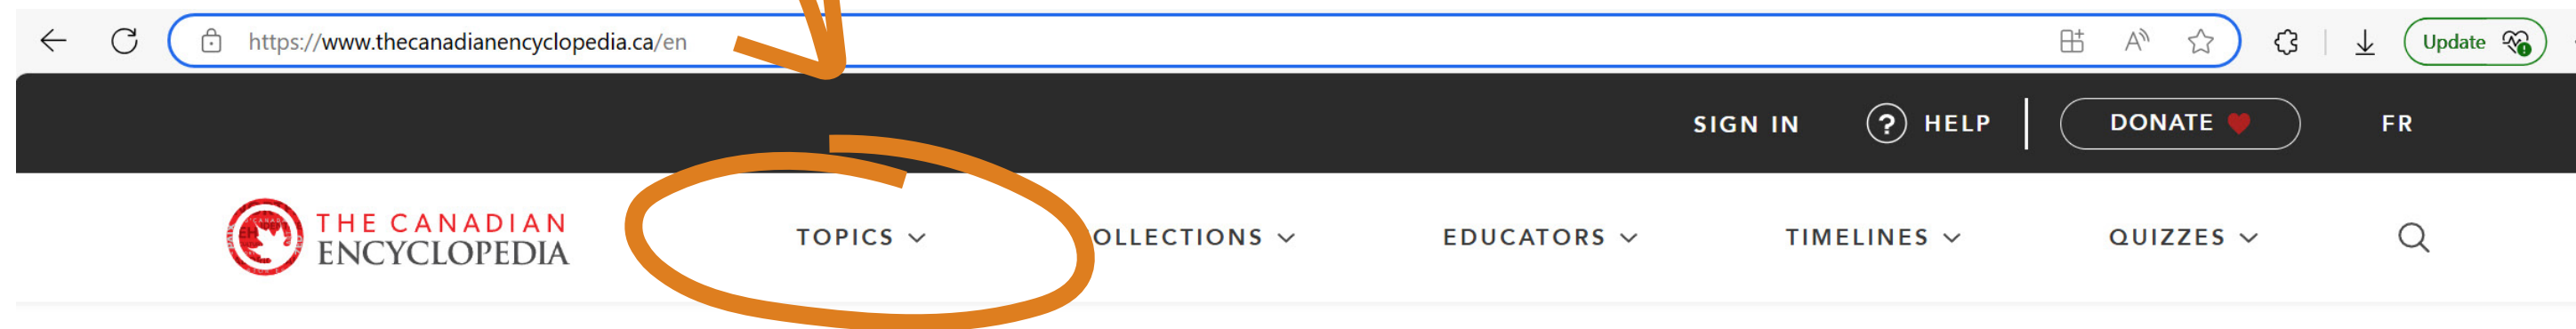 https://www.thecanadianencyclopedia.ca/en
Update
SIGN IN
? HELP
DONATE
FR
THE CANADIAN
ENCYCLOPEDIA
TOPICS
OLLECTIONS
EDUCATORS
TIMELINES
QUIZZES